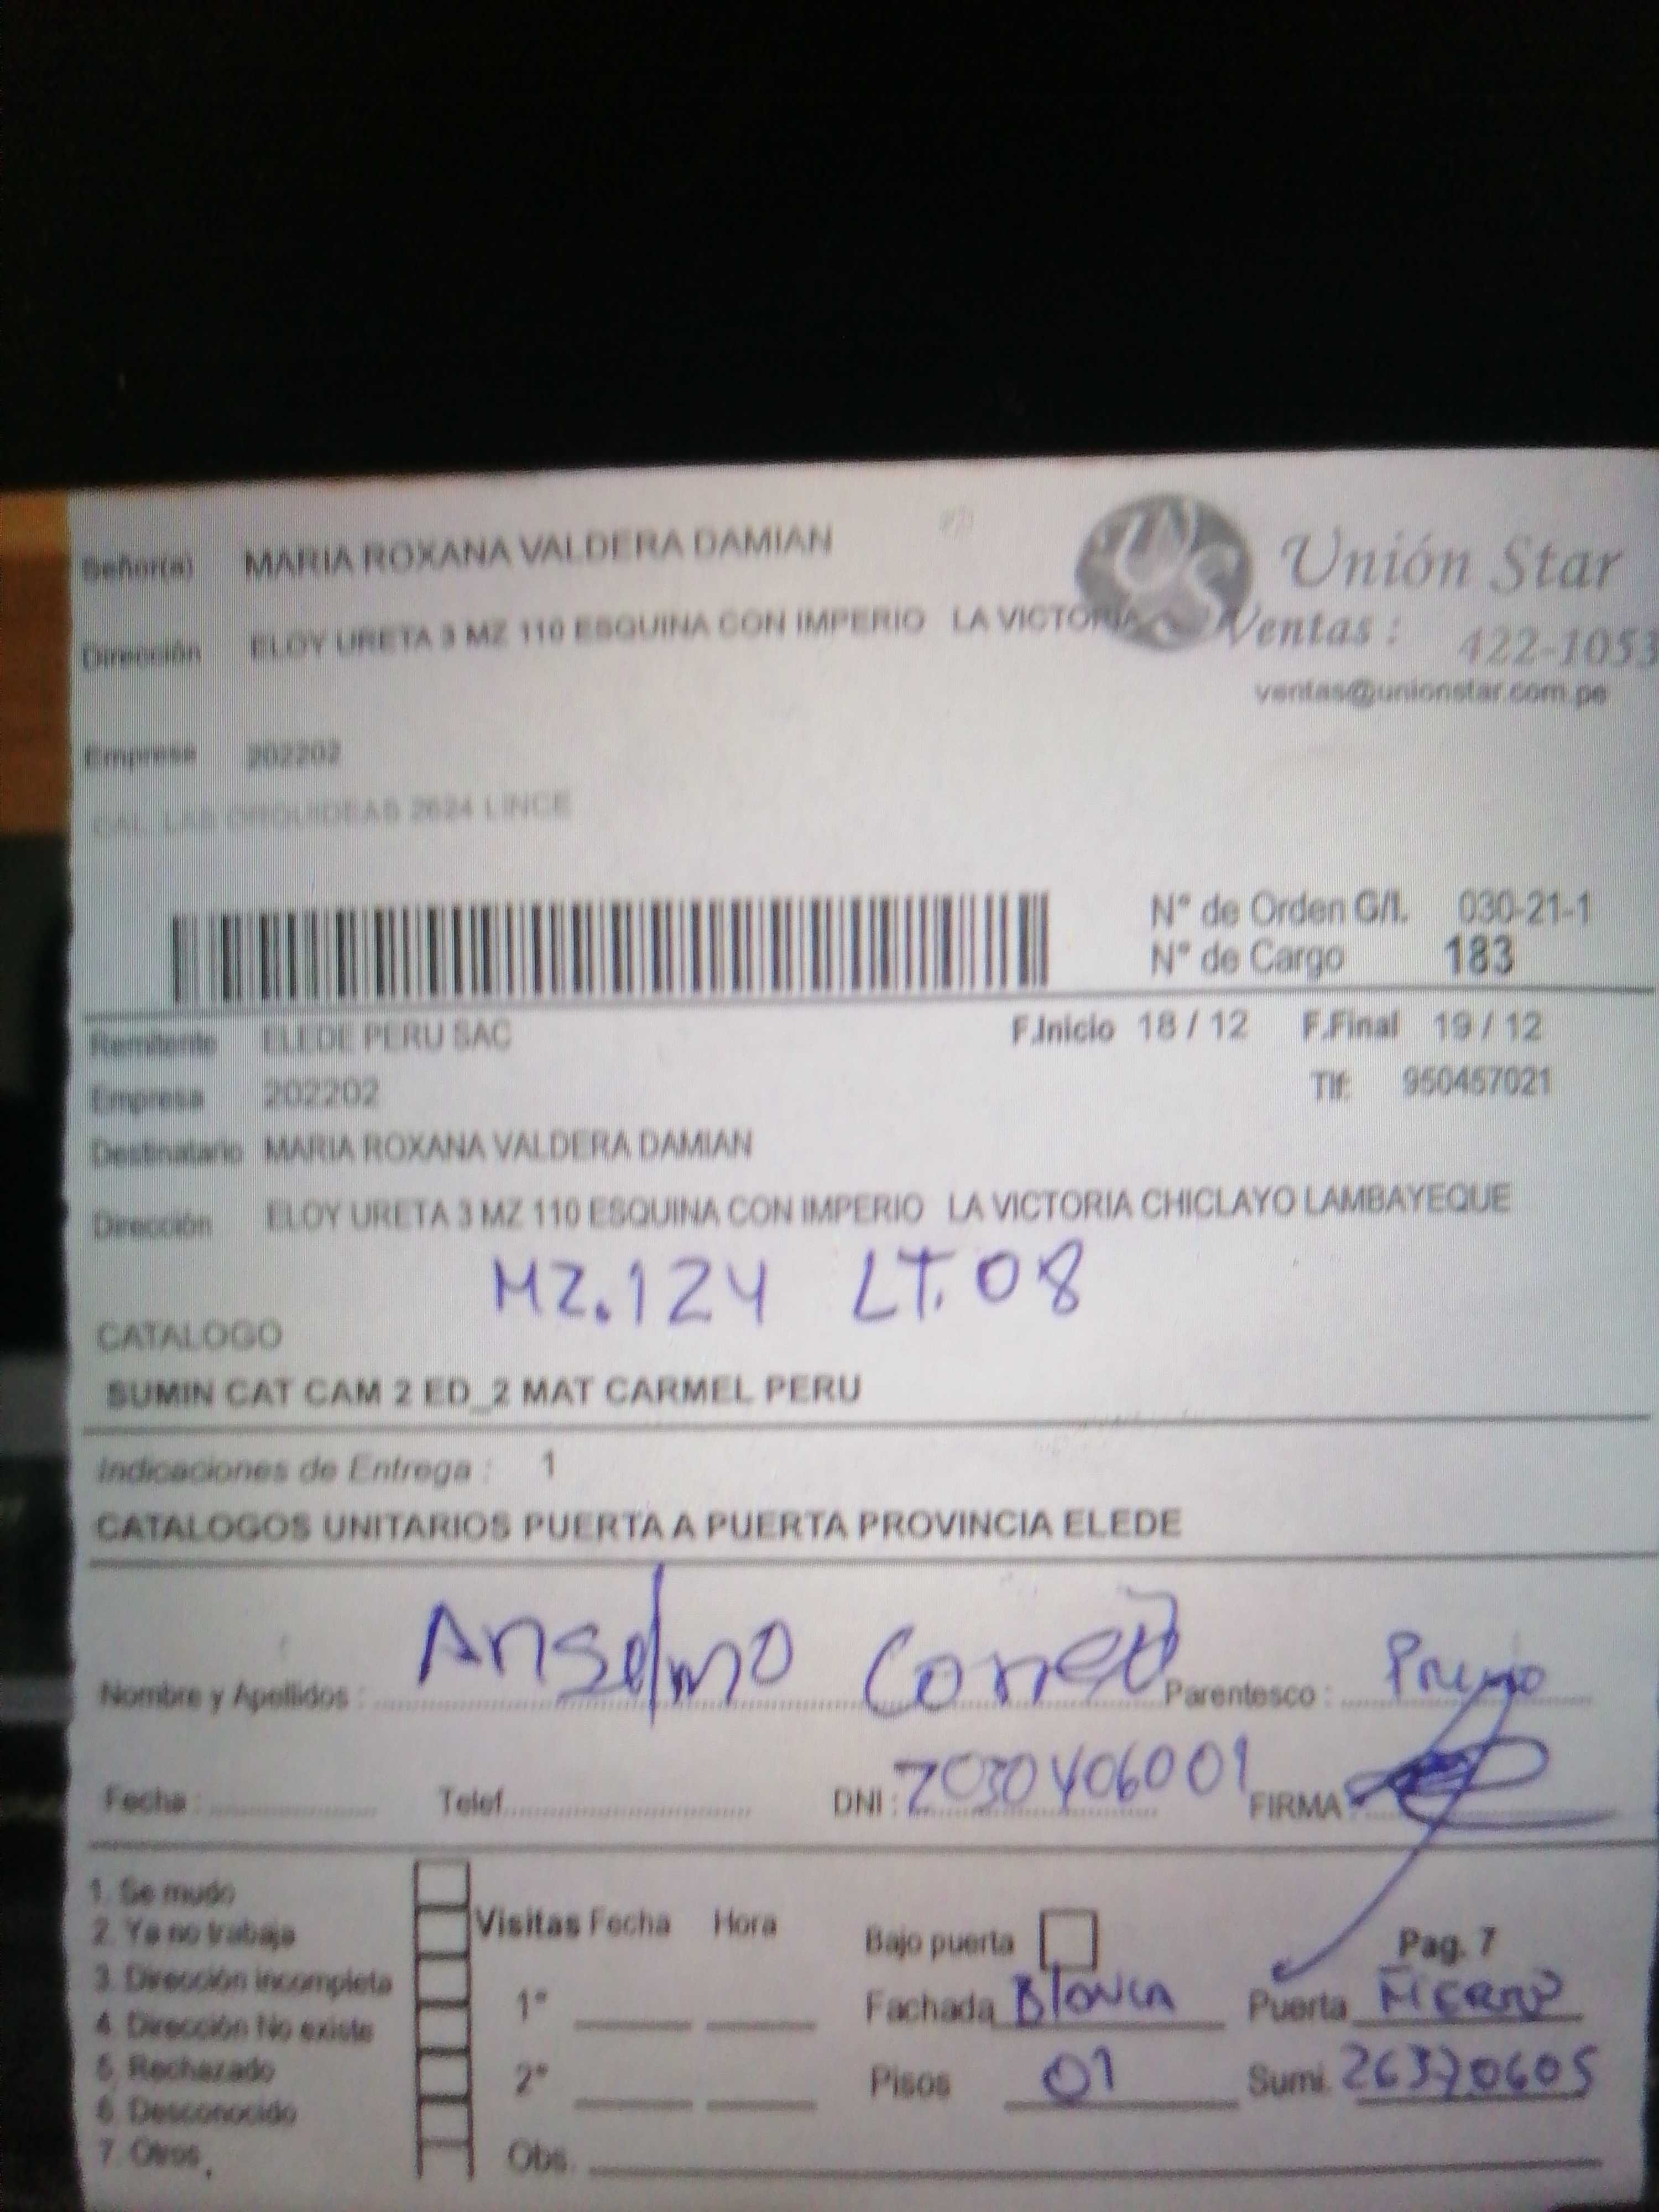 Señor(a) MARIA ROXANA VALDERA DAMIAN
Unión Star
Dirección ELOY URETA 3 MZ 110 ESQUINA CON IMPERIO LA VICTORIA
Ventas : 422-1053
ventas@unionstar.com.pe
Empresa 202202
CAL. LAS ORQUIDEAS 2624 LINCE
N° de Orden G/I. 030-21-1
N° de Cargo 183
Remitente ELEDE PERU SAC F.Inicio 18 / 12 F.Final 19 / 12
Empresa 202202 Tlf: 950457021
Destinatario MARIA ROXANA VALDERA DAMIAN
Dirección ELOY URETA 3 MZ 110 ESQUINA CON IMPERIO LA VICTORIA CHICLAYO LAMBAYEQUE
MZ.124 LT.08
CATALOGO
SUMIN CAT CAM 2 ED_2 MAT CARMEL PERU
Indicaciones de Entrega : 1
CATALOGOS UNITARIOS PUERTA A PUERTA PROVINCIA ELEDE
Nombre y Apellidos : Anselmo Parentesco :
Fecha : Telef. DNI : FIRMA
1. Se mudo
2. Ya no trabaja
3. Dirección incompleta
4. Dirección No existe
5. Rechazado
6. Desconocido
7. Otros
Visitas Fecha Hora
1°
2°
Obs.
Bajo puerta Pag. 7
Fachada Blanca Puerta Fierro
Pisos 01 Sumi. 26370605